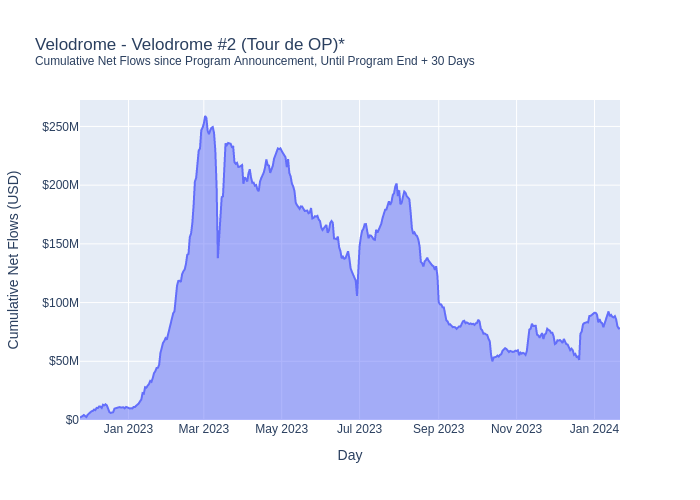 Velodrome - Velodrome #2 (Tour de OP)*
Cumulative Net Flows since Program Announcement, Until Program End + 30 Days
Cumulative Net Flows (USD)
$250M
$200M
$150M
$100M
$50M
$0
Jan 2023 Mar 2023 May 2023 Jul 2023 Sep 2023 Nov 2023 Jan 2024
Day